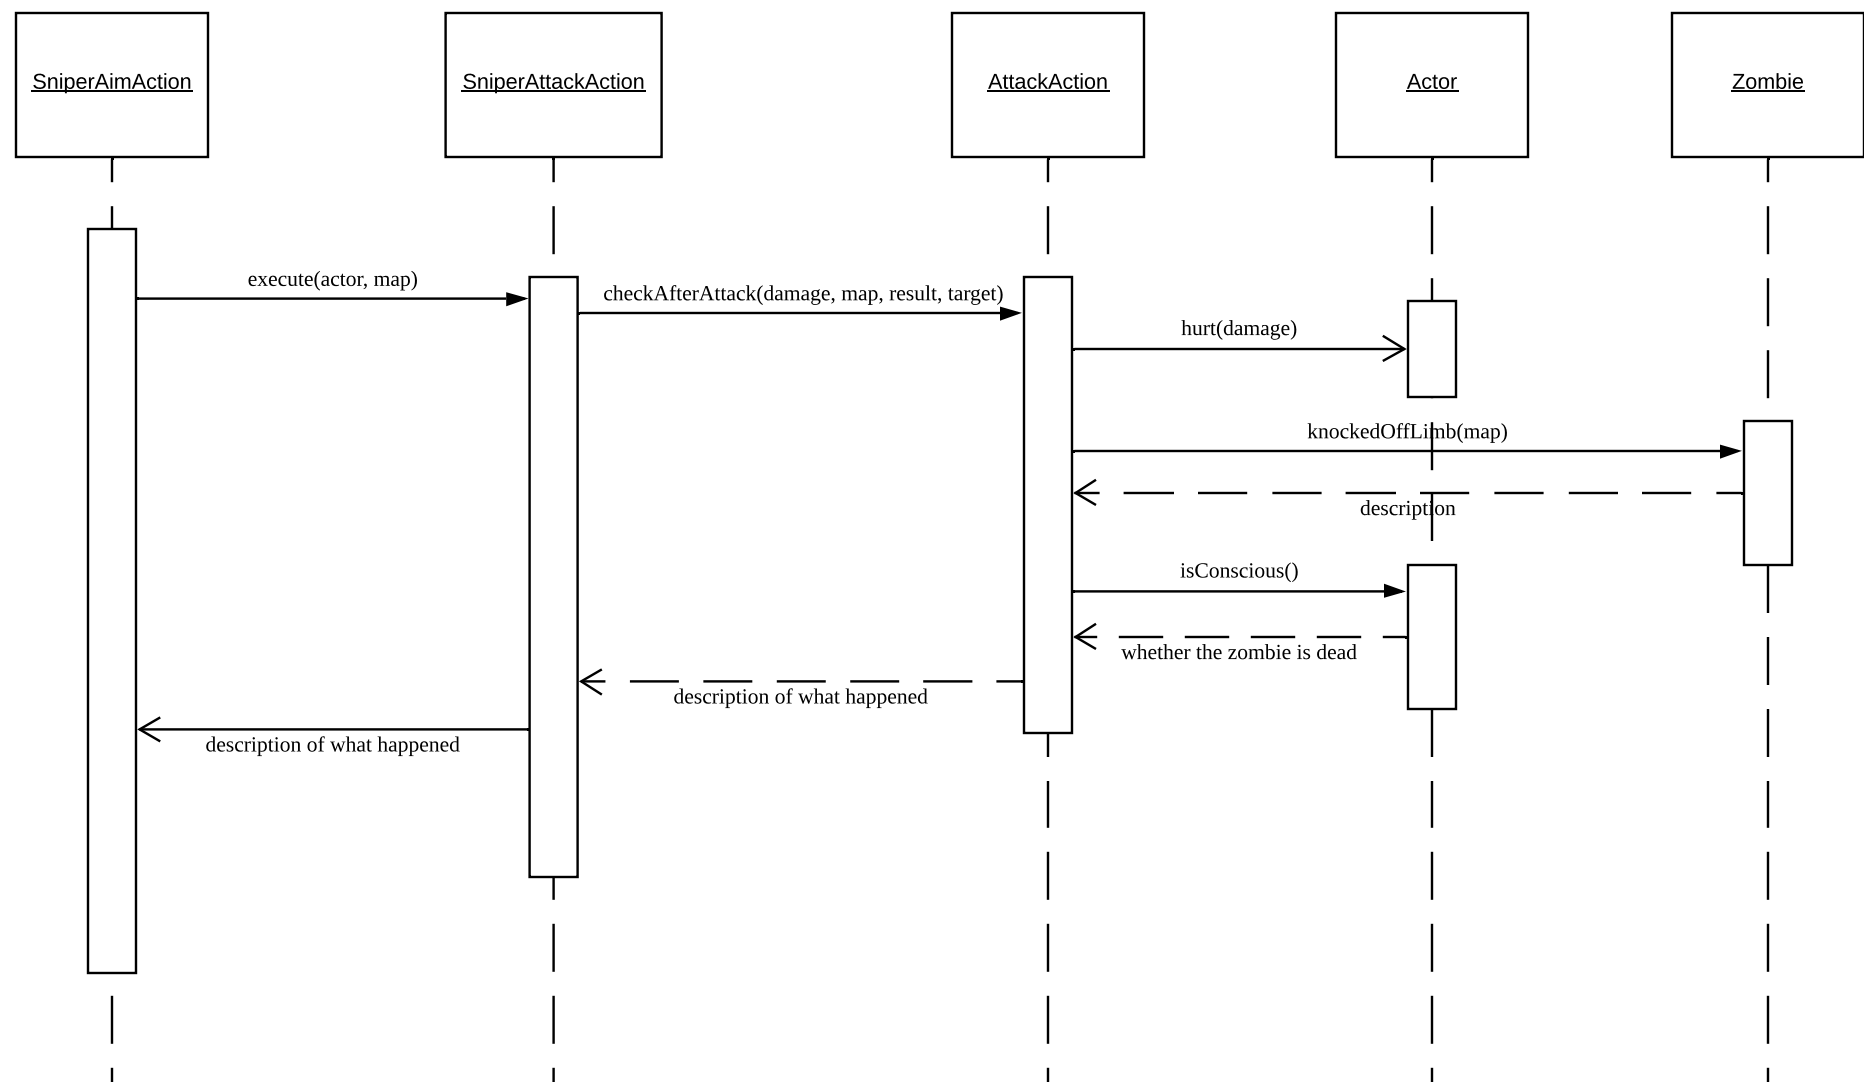 SniperAimAction
SniperAttackAction
AttackAction
Actor
Zombie
execute(actor, map)
checkAfterAttack(damage, map, result, target)
hurt(damage)
knockedOffLimb(map)
description
isConscious()
whether the zombie is dead
description of what happened
description of what happened